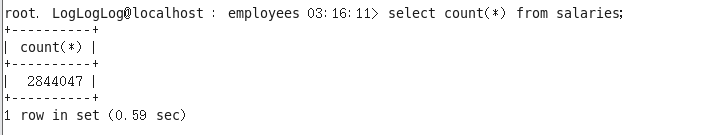 root. LogLogLog@localhost : employees 03:16:11> select count(*) from salaries;
+----------+
| count(*) |
+----------+
|  2844047 |
+----------+
1 row in set (0.59 sec)